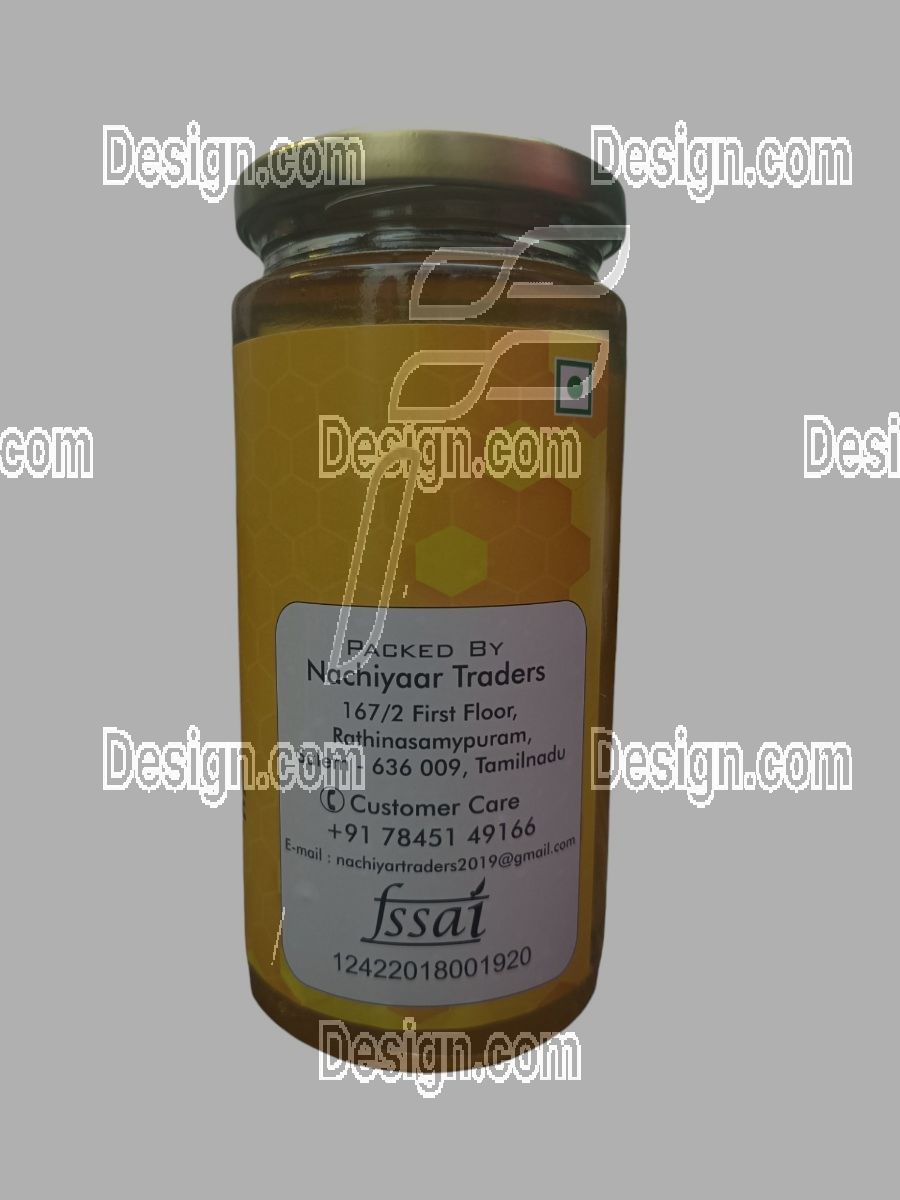 Design.com
Design.com
.com
Design.com
Desi
PACKED BY
Nachiyaar Traders
167/2 First Floor,
Rathinasamypuram,
Salem - 636 009, Tamilnadu
Design.com
Design.com
Customer Care
+91 78451 49166
E-mail : nachiyartraders2019@gmail.com
fssai
12422018001920
Design.com